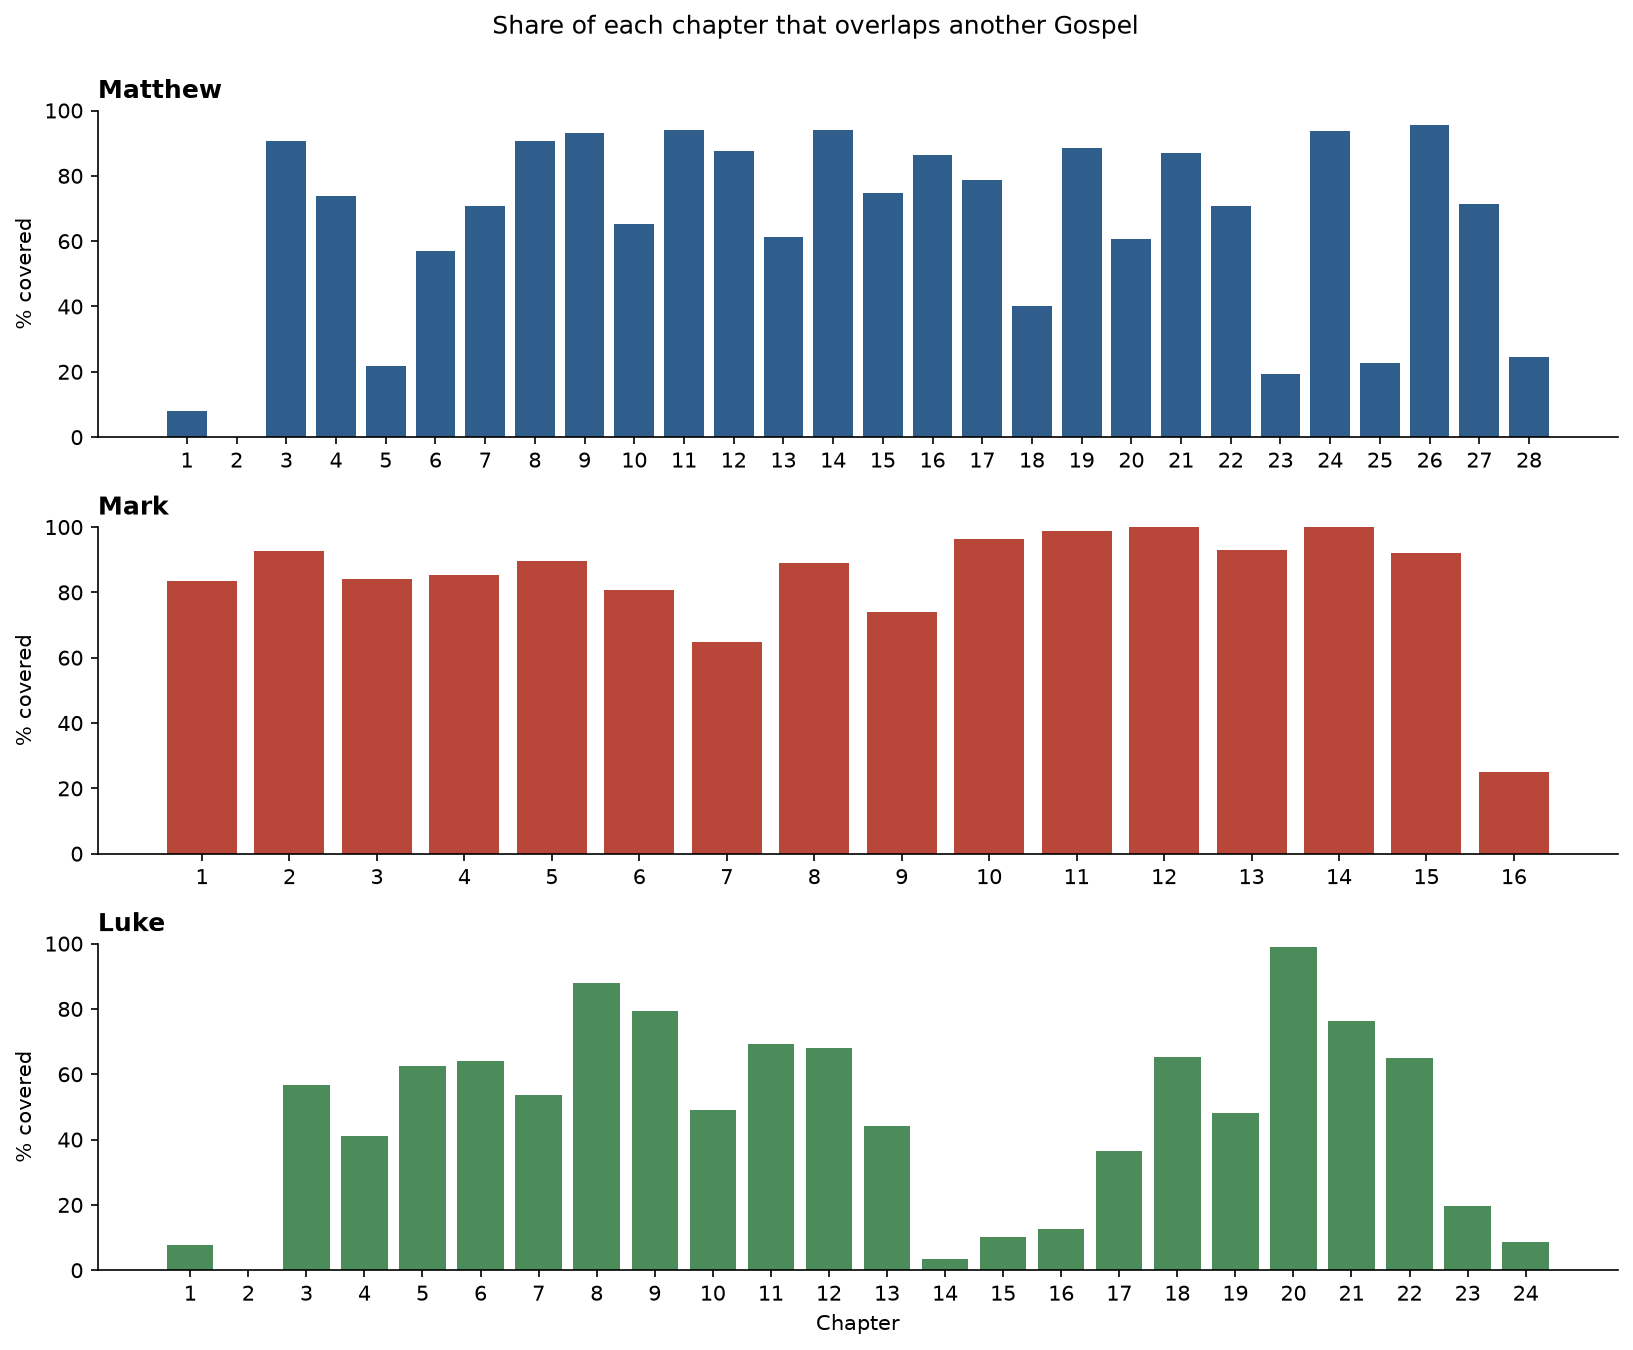 Share of each chapter that overlaps another Gospel
Matthew
100
80
60
40
20
0
% covered
1 2 3 4 5 6 7 8 9 10 11 12 13 14 15 16 17 18 19 20 21 22 23 24 25 26 27 28
Mark
100
80
60
40
20
0
% covered
1 2 3 4 5 6 7 8 9 10 11 12 13 14 15 16
Luke
100
80
60
40
20
0
% covered
1 2 3 4 5 6 7 8 9 10 11 12 13 14 15 16 17 18 19 20 21 22 23 24
Chapter